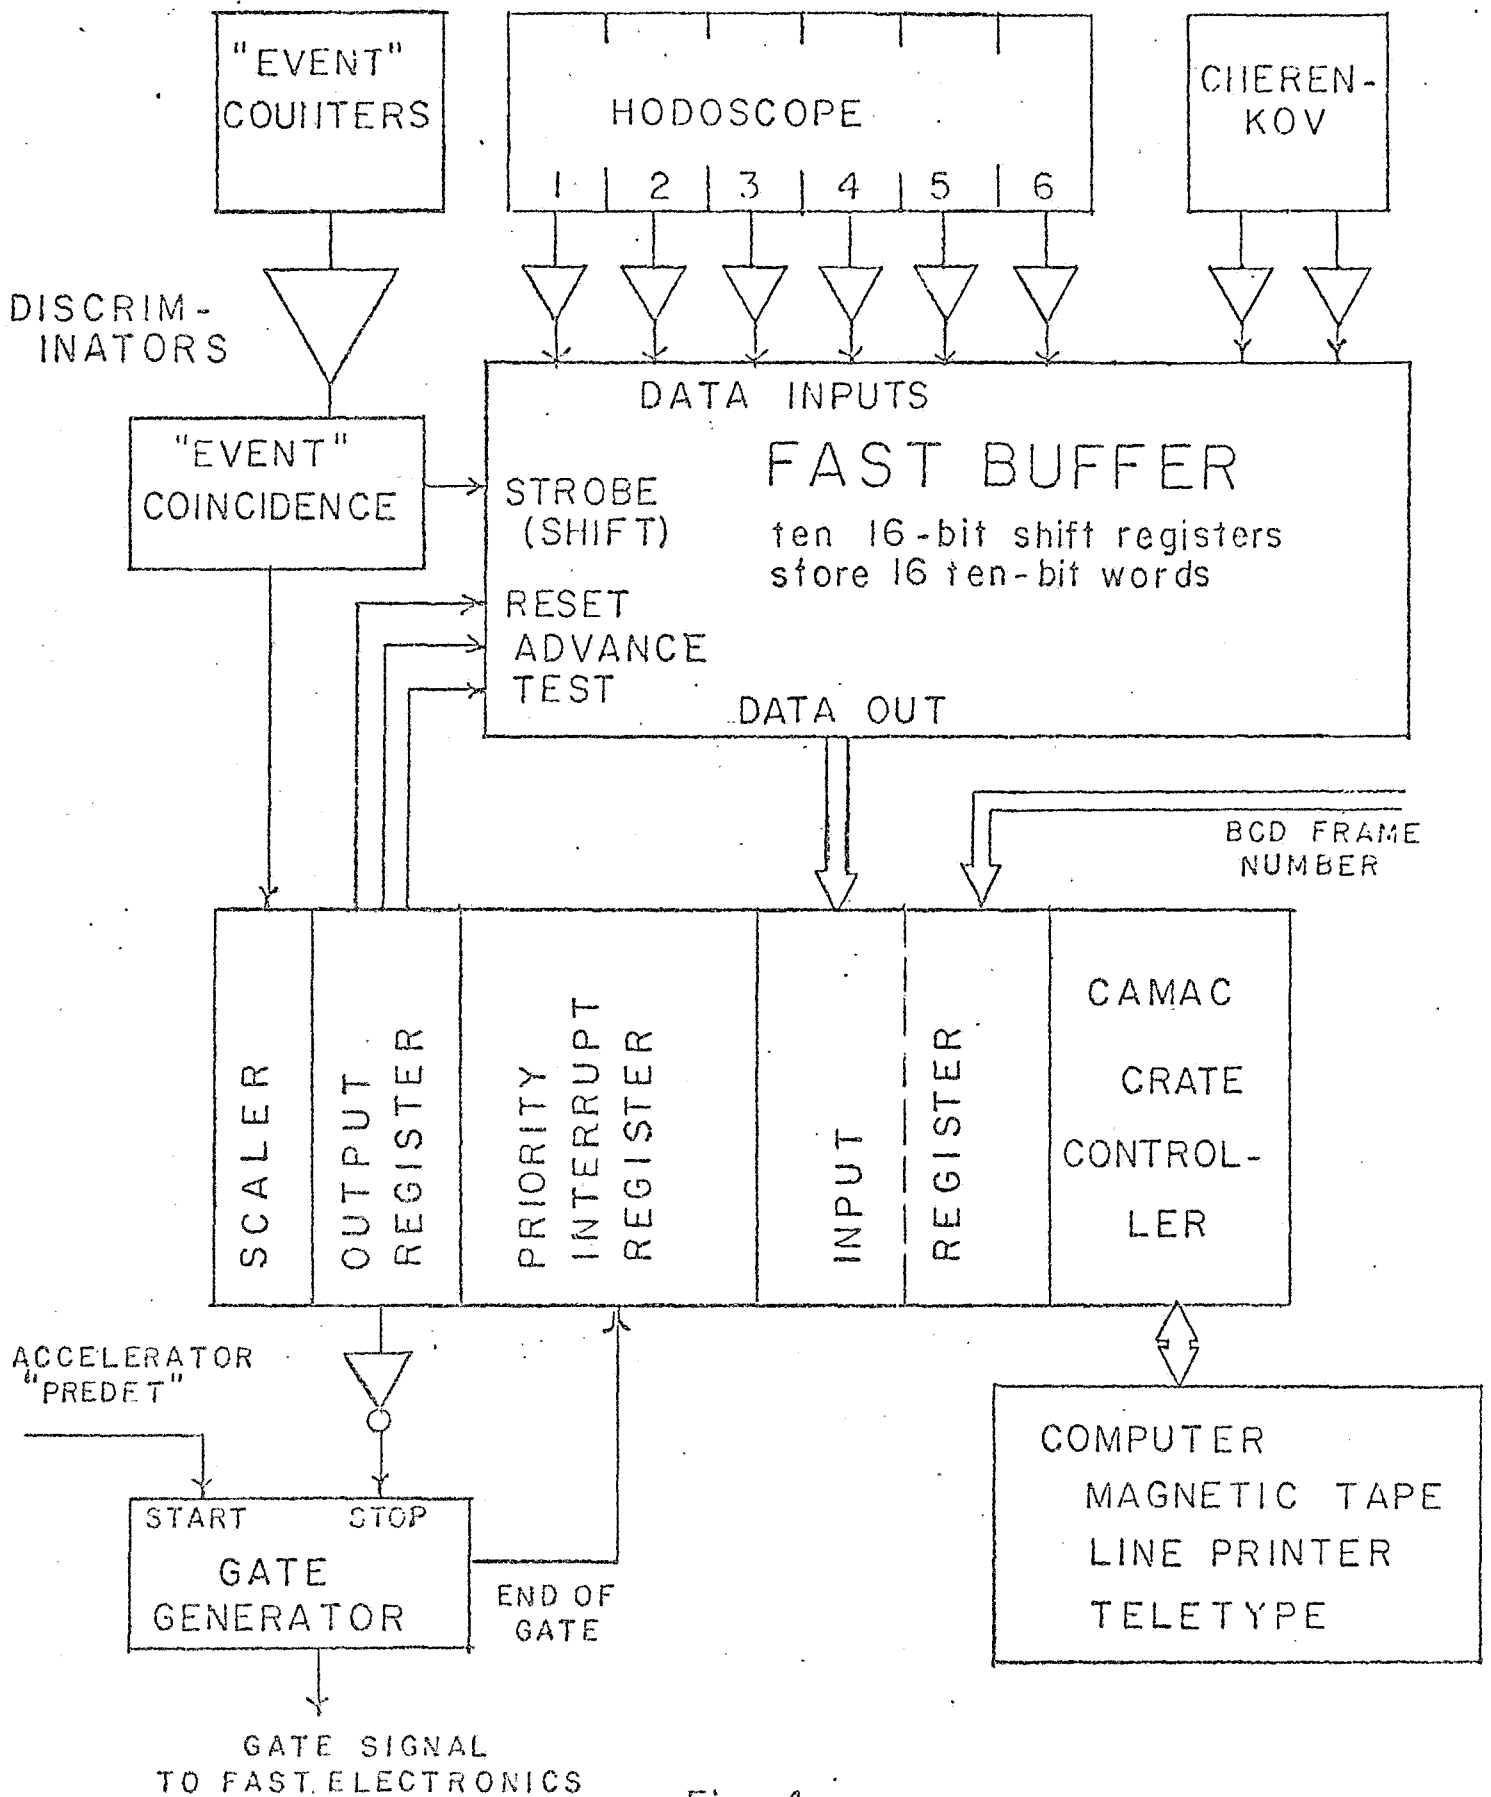 "EVENT"
COUNTERS
HODOSCOPE
1 2 3 4 5 6
CHEREN-
KOV
DISCRIM-
INATORS
"EVENT"
COINCIDENCE
DATA INPUTS
FAST BUFFER
ten 16-bit shift registers
store 16 ten-bit words
STROBE
(SHIFT)
RESET
ADVANCE
TEST
DATA OUT
BCD FRAME
NUMBER
SCALER
OUTPUT
REGISTER
PRIORITY
INTERRUPT
REGISTER
INPUT
REGISTER
CAMAC
CRATE
CONTROL-
LER
ACCELERATOR
"PREDET"
START STOP
GATE
GENERATOR
END OF
GATE
COMPUTER
MAGNETIC TAPE
LINE PRINTER
TELETYPE
GATE SIGNAL
TO FAST ELECTRONICS